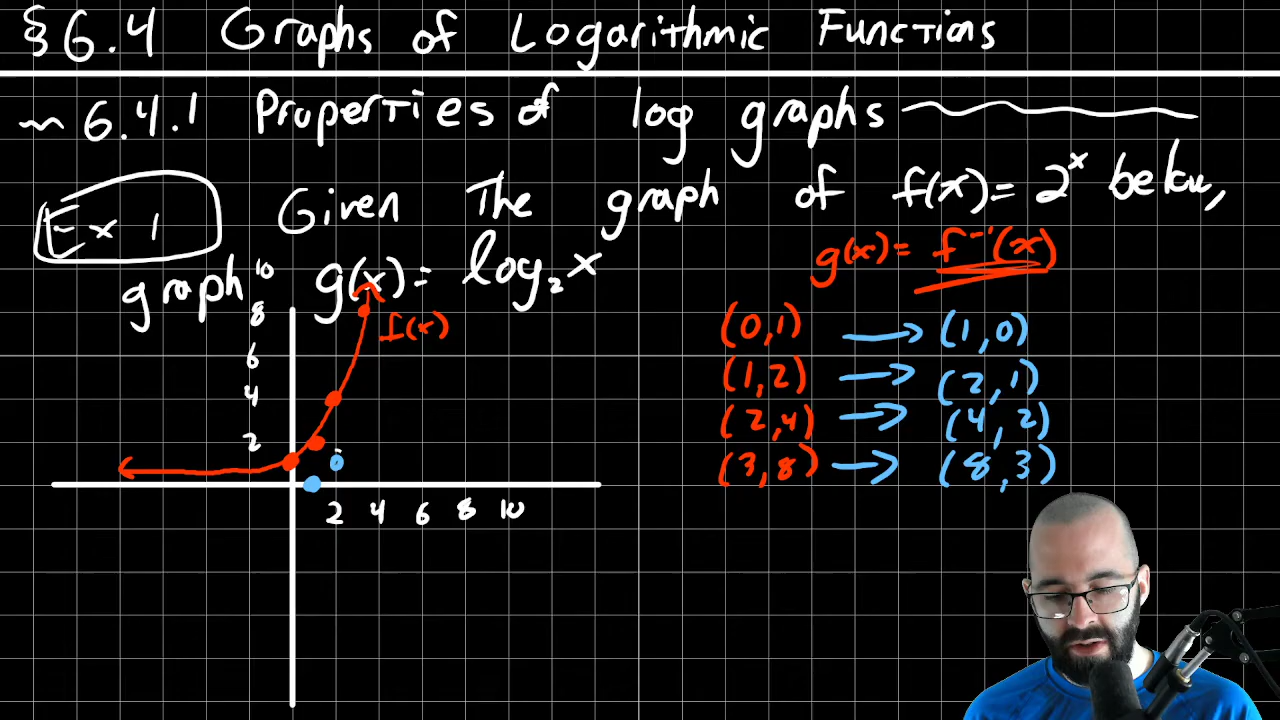 §6.4 Graphs of Logarithmic Functions
~ 6.4.1 Properties of log graphs
Ex 1 Given The graph of f(x)= 2ˣ below,
graph g(x)= log₂x
g(x)= f⁻¹(x)
10
8
6
4
2
f(x)
2 4 6 8 10
(0,1) → (1,0)
(1,2) → (2,1)
(2,4) → (4,2)
(3,8) → (8,3)